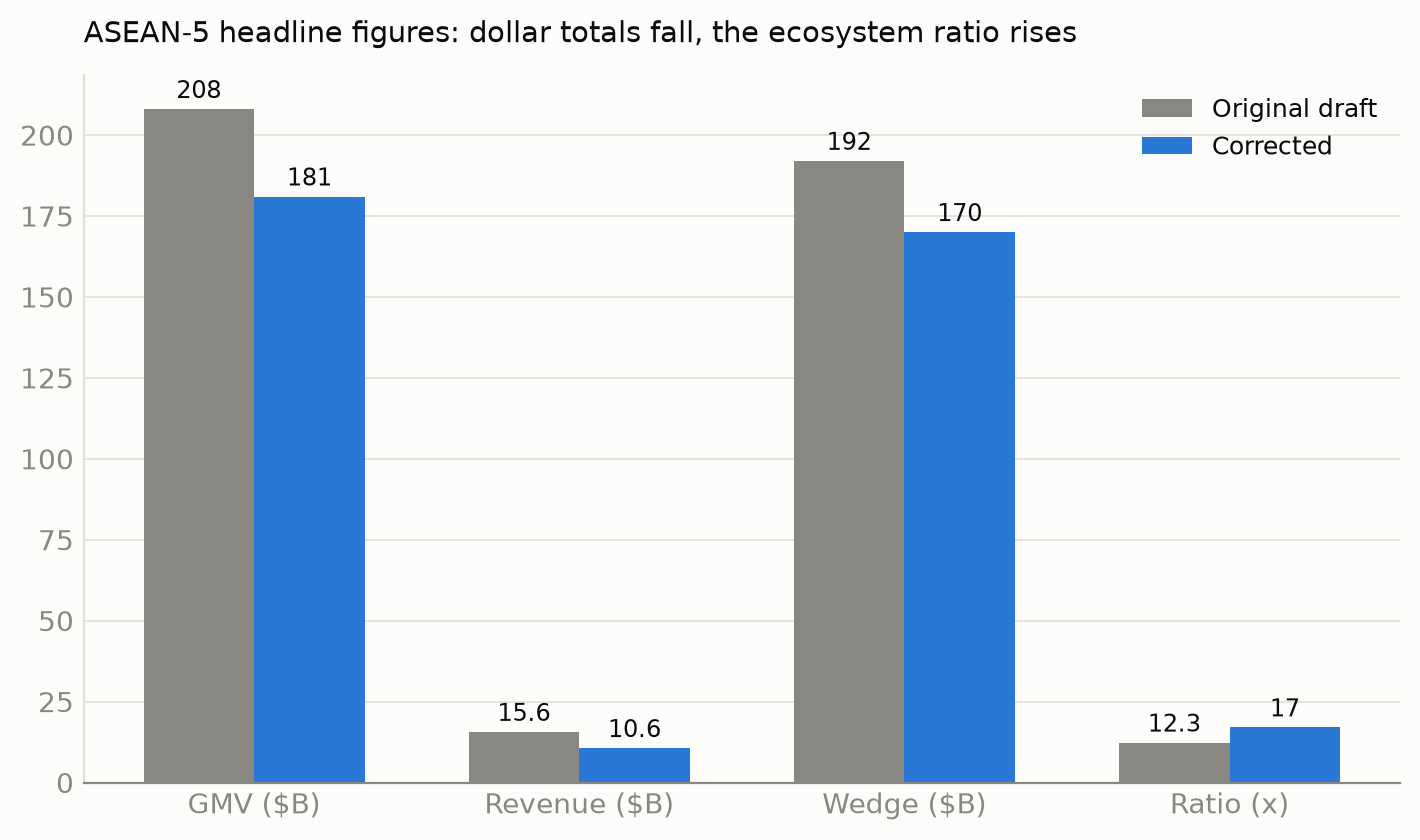 ASEAN-5 headline figures: dollar totals fall, the ecosystem ratio rises
Original draft
Corrected
200
175
150
125
100
75
50
25
0
208
181
15.6
10.6
192
170
12.3
17
GMV ($B)
Revenue ($B)
Wedge ($B)
Ratio (x)